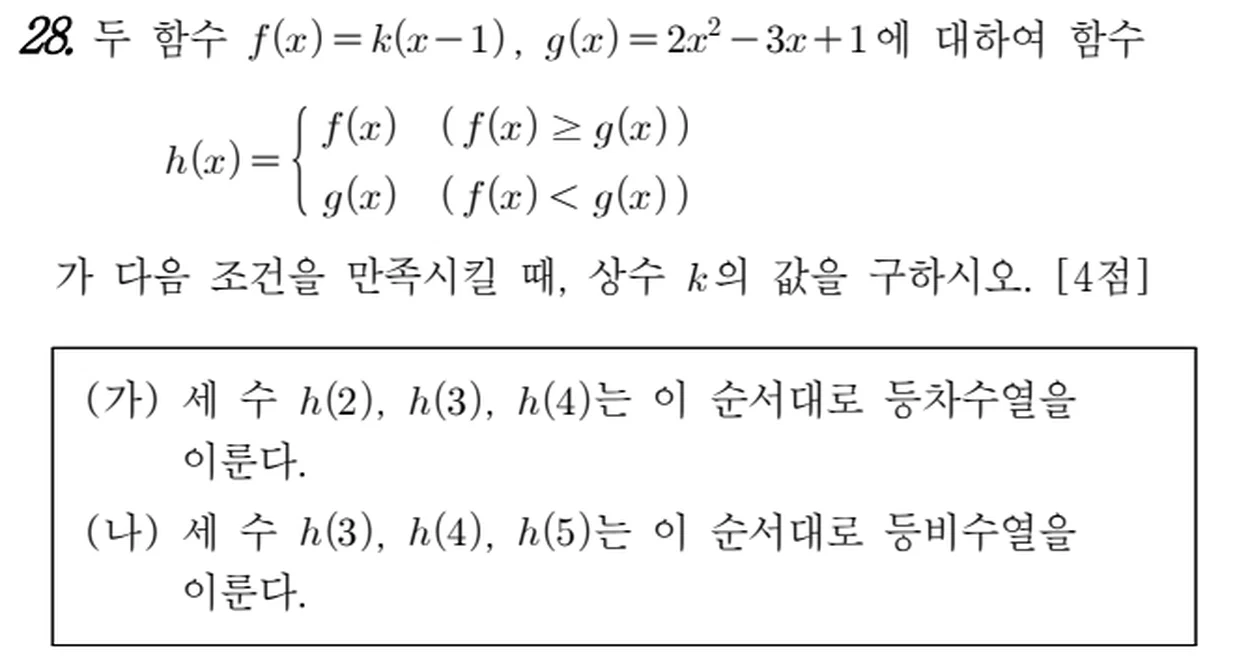 28. 두 함수 f(x)=k(x−1), g(x)=2x²−3x+1에 대하여 함수
h(x)={ f(x) (f(x) ≥ g(x))
g(x) (f(x) < g(x))
가 다음 조건을 만족시킬 때, 상수 k의 값을 구하시오. [4점]
(가) 세 수 h(2), h(3), h(4)는 이 순서대로 등차수열을
이룬다.
(나) 세 수 h(3), h(4), h(5)는 이 순서대로 등비수열을
이룬다.